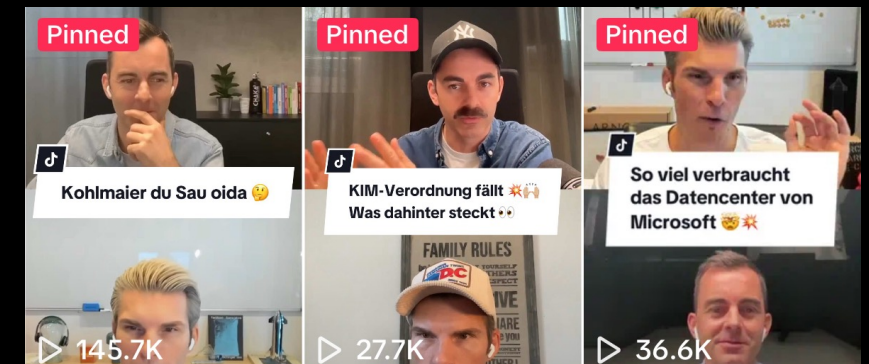 Pinned
Kohlmaier du Sau oida 🤔
145.7K
Pinned
KIM-Verordnung fällt 💥🙌🏼
Was dahinter steckt 👀
FAMILY RULES
27.7K
Pinned
So viel verbraucht
das Datencenter von
Microsoft 🤯💥
36.6K